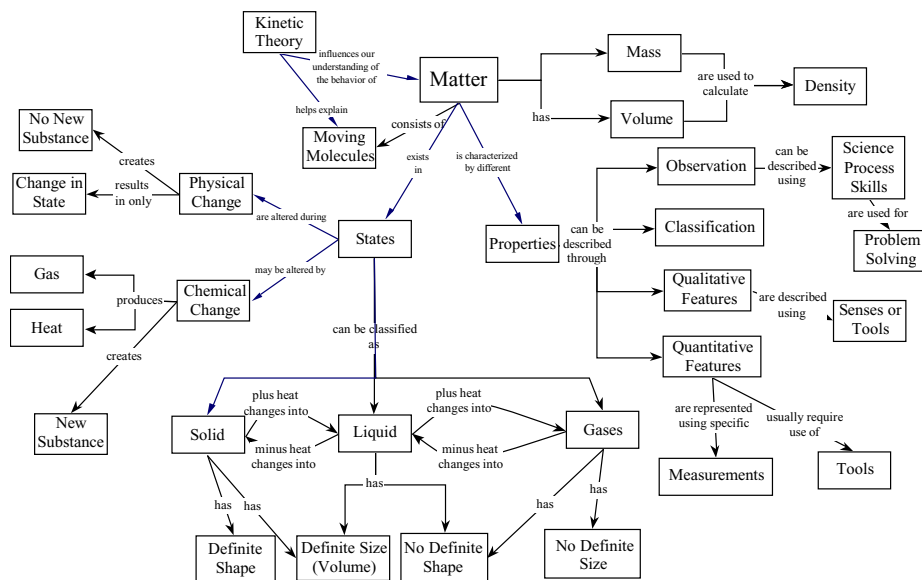 Kinetic
Theory
influences our
understanding of
the behavior of
Matter
Mass
are used to
calculate
Density
has
Volume
helps explain
Moving
Molecules
consists of
exists
in
is characterized
by different
No New
Substance
creates
Change in
State
results
in only
Physical
Change
are altered during
States
Properties
can be
described
through
Observation
can be
described
using
Science
Process
Skills
are used for
Problem
Solving
Classification
Qualitative
Features
are described
using
Senses or
Tools
Quantitative
Features
are represented
using specific
usually require
use of
Measurements
Tools
Gas
produces
Heat
Chemical
Change
may be altered by
creates
New
Substance
can be classified
as
Solid
plus heat
changes into
minus heat
changes into
Liquid
plus heat
changes into
minus heat
changes into
Gases
has
has
has
has
has
Definite
Shape
Definite Size
(Volume)
No Definite
Shape
No Definite
Size